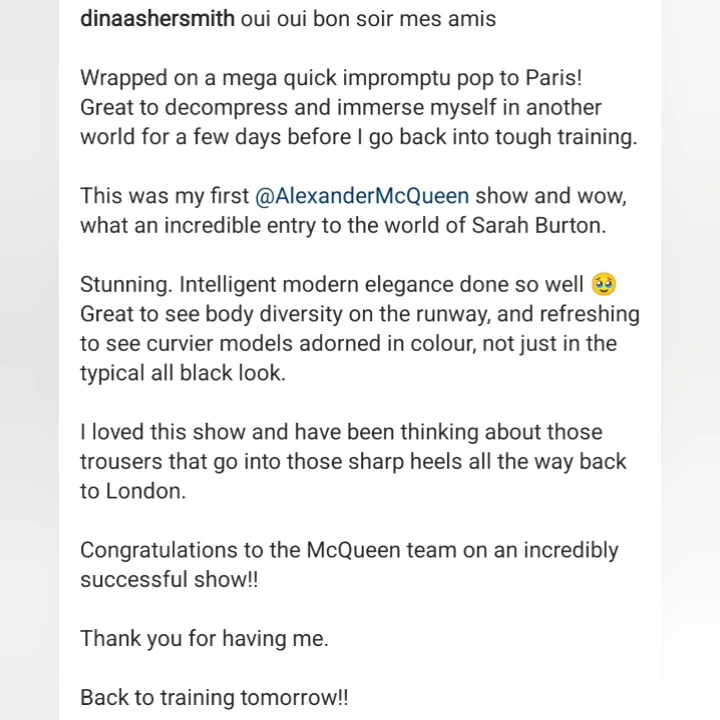 dinaashersmith oui oui bon soir mes amis
Wrapped on a mega quick impromptu pop to Paris!
Great to decompress and immerse myself in another
world for a few days before I go back into tough training.
This was my first @AlexanderMcQueen show and wow,
what an incredible entry to the world of Sarah Burton.
Stunning. Intelligent modern elegance done so well 🥹
Great to see body diversity on the runway, and refreshing
to see curvier models adorned in colour, not just in the
typical all black look.
I loved this show and have been thinking about those
trousers that go into those sharp heels all the way back
to London.
Congratulations to the McQueen team on an incredibly
successful show!!
Thank you for having me.
Back to training tomorrow!!